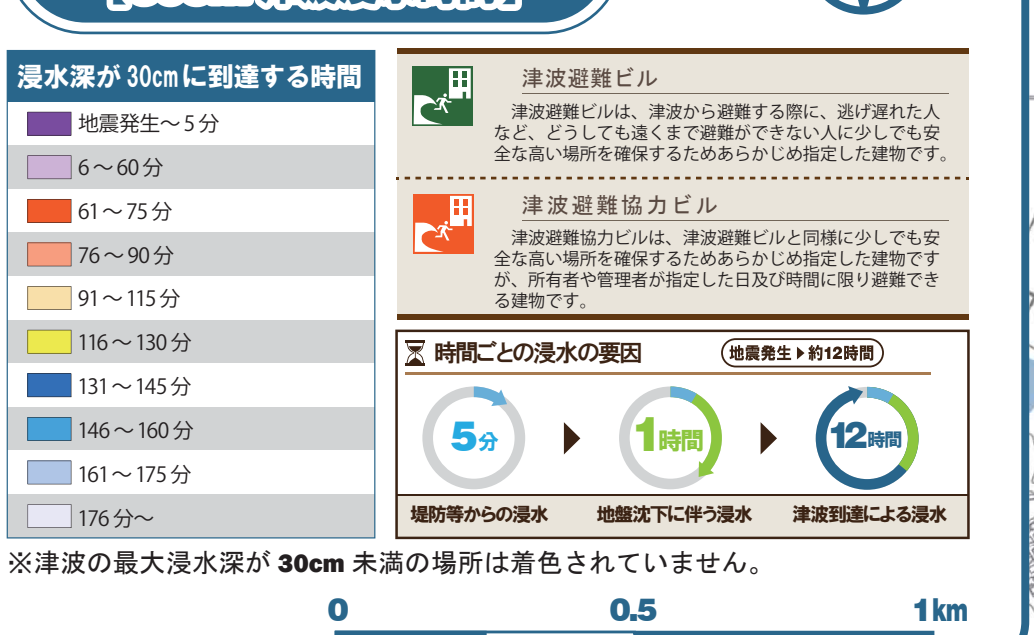 浸水深が 30cmに到達する時間
地震発生～5分
6～60分
61～75分
76～90分
91～115分
116～130分
131～145分
146～160分
161～175分
176分～
津波避難ビル
津波避難ビルは、津波から避難する際に、逃げ遅れた人
など、どうしても遠くまで避難ができない人に少しでも安
全な高い場所を確保するためあらかじめ指定した建物です。
津波避難協力ビル
津波避難協力ビルは、津波避難ビルと同様に少しでも安
全な高い場所を確保するためあらかじめ指定した建物です
が、所有者や管理者が指定した日及び時間に限り避難でき
る建物です。
時間ごとの浸水の要因
地震発生▶約12時間
5分
1時間
12時間
堤防等からの浸水
地盤沈下に伴う浸水
津波到達による浸水
※津波の最大浸水深が 30cm 未満の場所は着色されていません。
0 0.5 1km